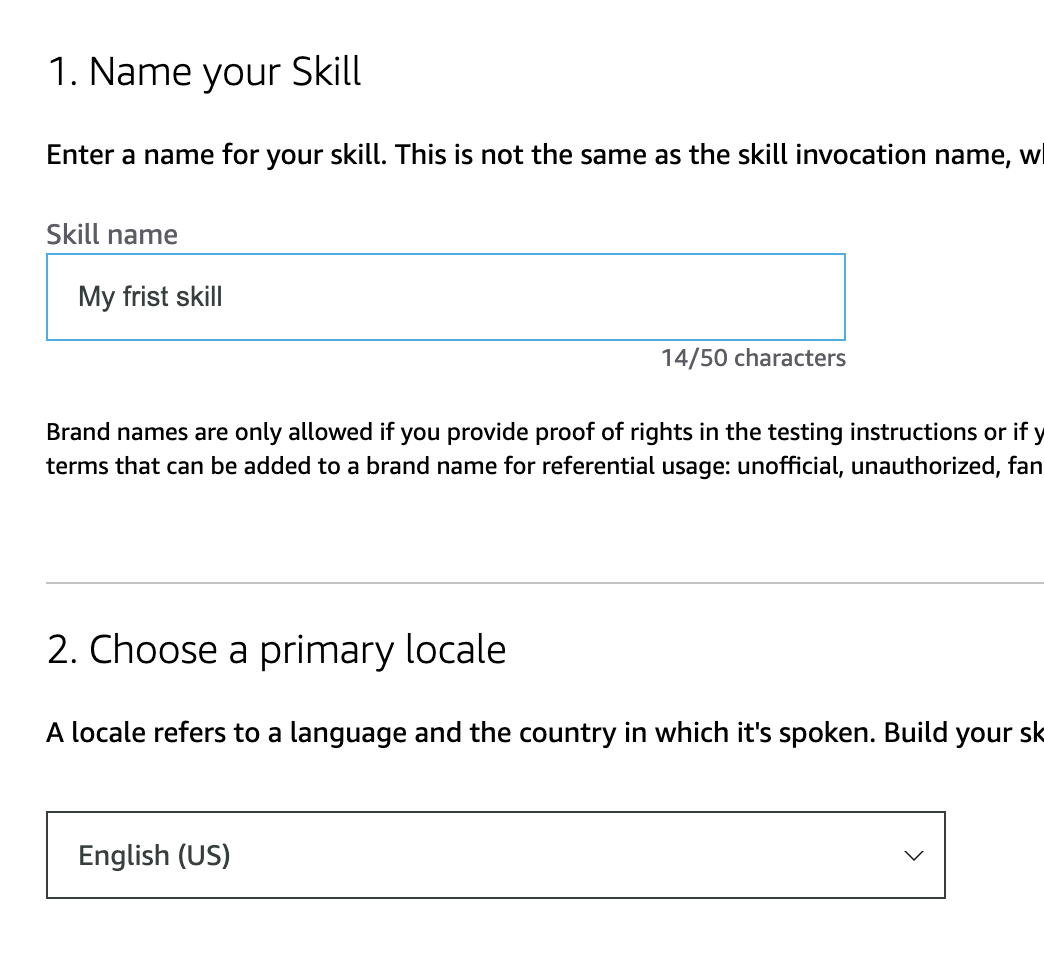 1. Name your Skill
Enter a name for your skill. This is not the same as the skill invocation name,
Skill name
My frist skill
14/50 characters
Brand names are only allowed if you provide proof of rights in the testing instructions or if
terms that can be added to a brand name for referential usage: unofficial, unauthorized, fan
2. Choose a primary locale
A locale refers to a language and the country in which it's spoken. Build your
English (US)